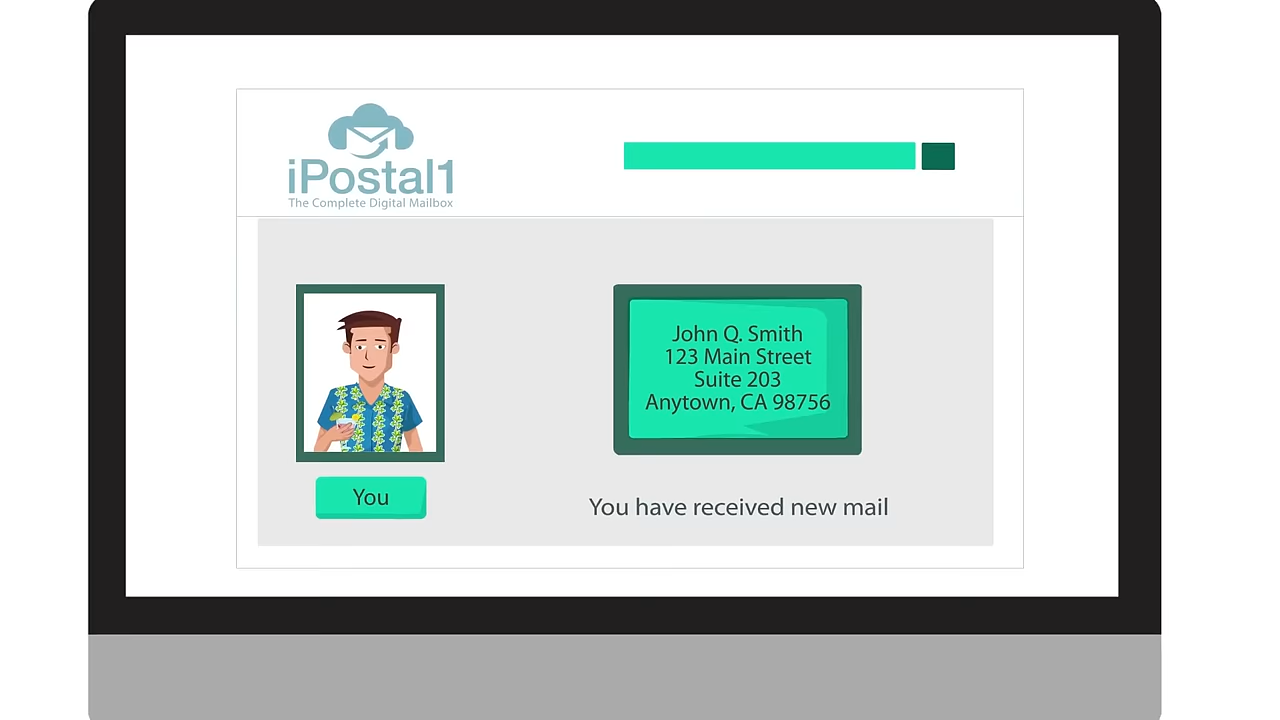 iPostal1
The Complete Digital Mailbox
John Q. Smith
123 Main Street
Suite 203
Anytown, CA 98756
You
You have received new mail